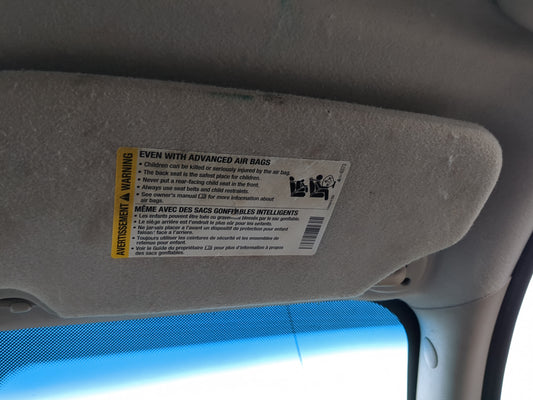 AVERTISSEMENT WARNING
EVEN WITH ADVANCED AIR BAGS
• Children can be killed or seriously injured by the air bag.
• The back seat is the safest place for children.
• Never put a rear-facing child seat in the front.
• Always use seat belts and child restraints.
• See owner's manual for more information about
air bags.
MÊME AVEC DES SACS GONFLABLES INTELLIGENTS
• Les enfants peuvent être tués ou blessés par le sac gonflable.
• Le siège arrière est l'endroit le plus sûr pour les enfants.
• Ne jamais placer à l'avant un dispositif de protection pour enfant
faisant face à l'arrière.
• Toujours utiliser les ceintures de sécurité et les ensembles de
retenue pour enfant.
• Voir le Guide du propriétaire pour plus d'information à propos
des sacs gonflables.